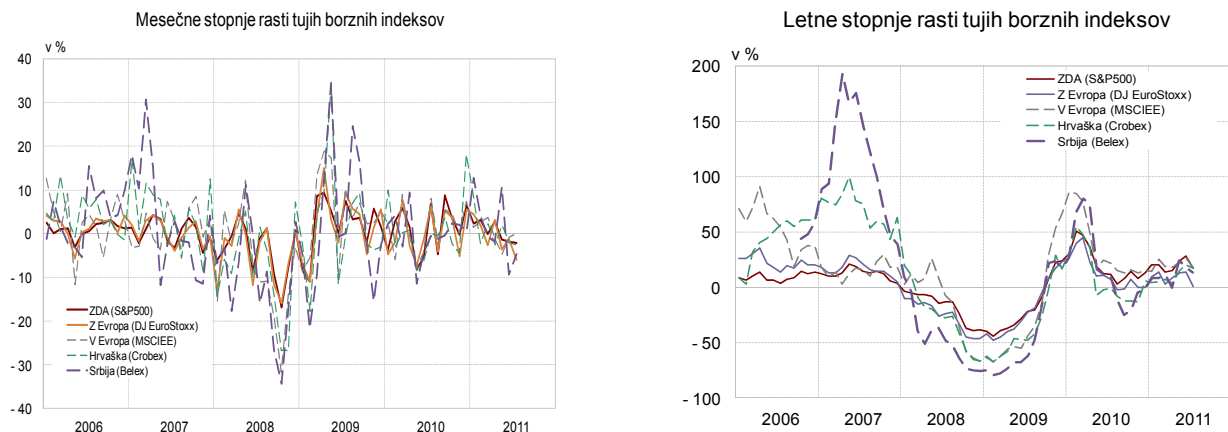 Mesečne stopnje rasti tujih borznih indeksov
v %
40
30
20
10
0
- 10
- 20
- 30
- 40
ZDA (S&P500)
Z Evropa (DJ EuroStoxx)
V Evropa (MSCIEE)
Hrvaška (Crobex)
Srbija (Belex)
2006 2007 2008 2009 2010 2011
Letne stopnje rasti tujih borznih indeksov
v %
200
150
100
50
0
- 50
- 100
ZDA (S&P500)
Z Evropa (DJ EuroStoxx)
V Evropa (MSCIEE)
Hrvaška (Crobex)
Srbija (Belex)
2006 2007 2008 2009 2010 2011